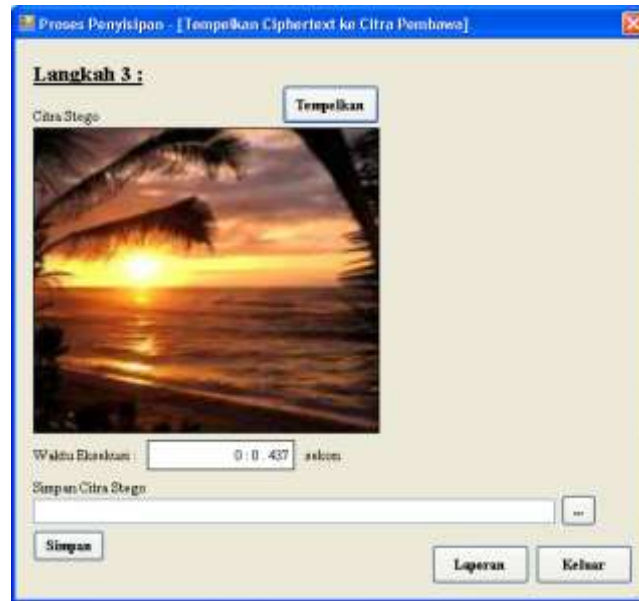 Proses Penyisipan - [Tempelkan Ciphertext ke Citra Pembawa]
Langkah 3 :
Tempelkan
Citra Stego
Waktu Eksekusi : 0 : 0 . 437 sekon
Simpan Citra Stego
...
Simpan
Laporan Keluar